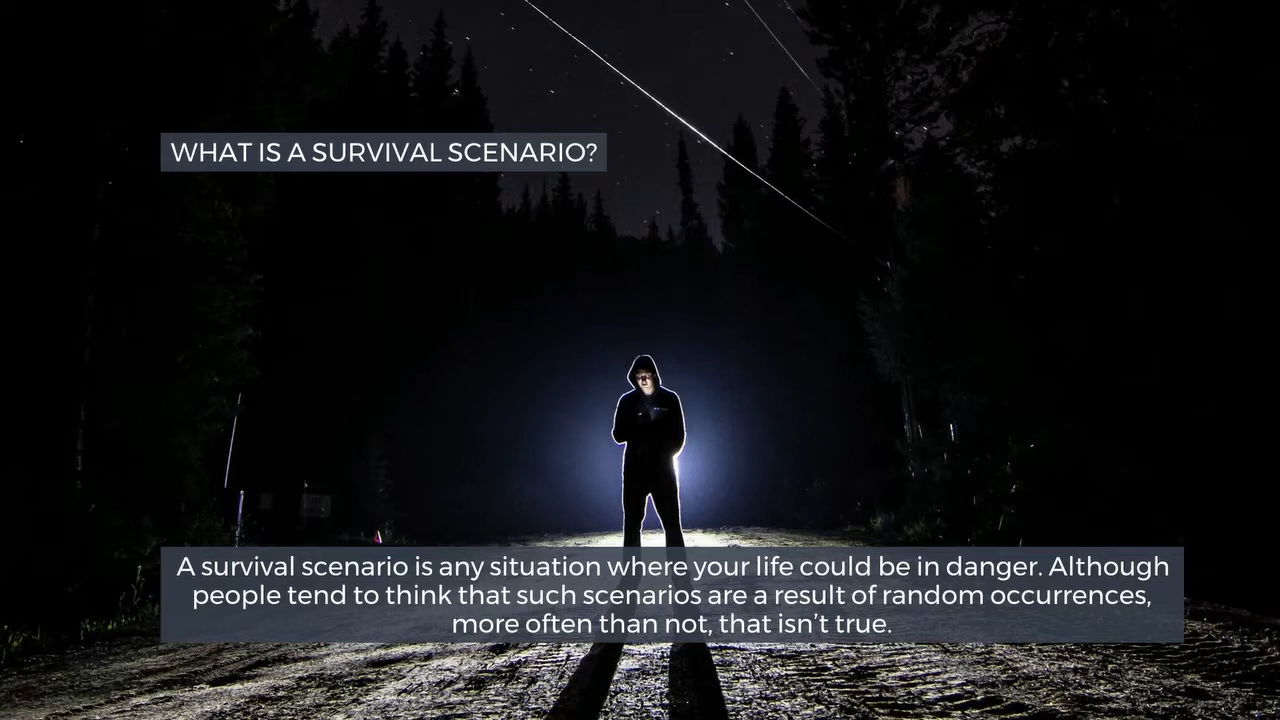 WHAT IS A SURVIVAL SCENARIO?
A survival scenario is any situation where your life could be in danger. Although
people tend to think that such scenarios are a result of random occurrences,
more often than not, that isn’t true.